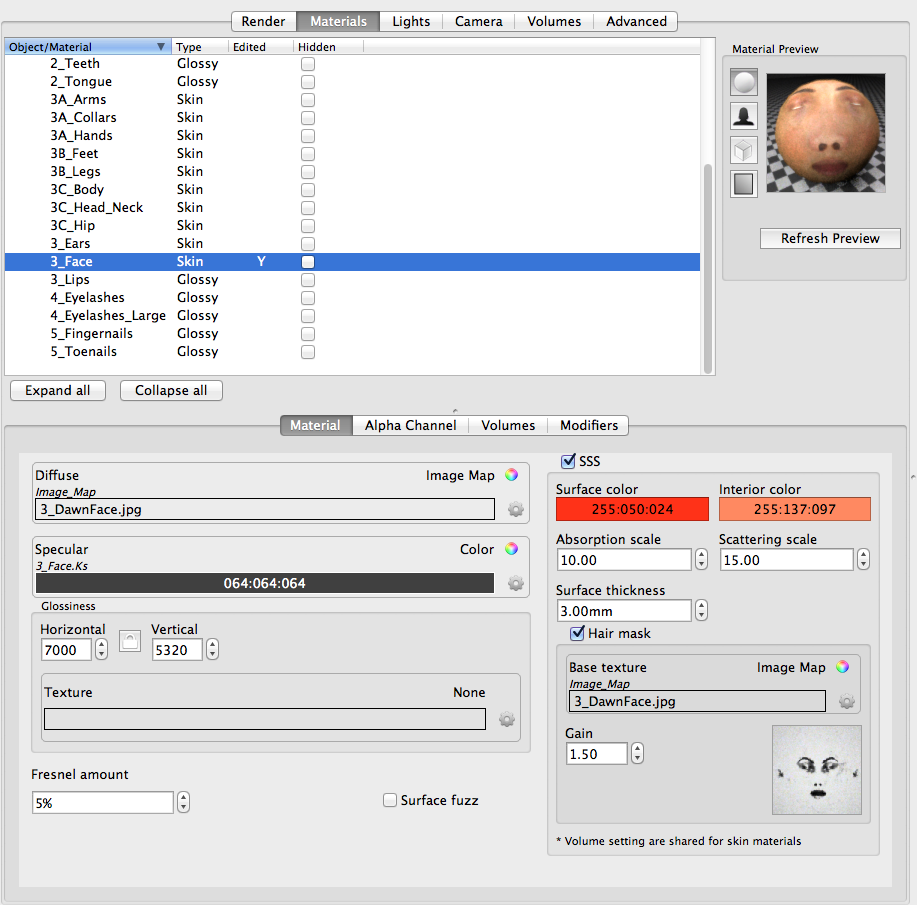 Render Materials Lights Camera Volumes Advanced
Object/Material Type Edited Hidden
2_Teeth Glossy
2_Tongue Glossy
3A_Arms Skin
3A_Collars Skin
3A_Hands Skin
3B_Feet Skin
3B_Legs Skin
3C_Body Skin
3C_Head_Neck Skin
3C_Hip Skin
3_Ears Skin
3_Face Skin Y
3_Lips Glossy
4_Eyelashes Glossy
4_Eyelashes_Large Glossy
5_Fingernails Glossy
5_Toenails Glossy
Material Preview
Refresh Preview
Expand all Collapse all
Material Alpha Channel Volumes Modifiers
Diffuse Image Map
Image_Map
3_DawnFace.jpg
Specular Color
3_Face.Ks
064:064:064
Glossiness
Horizontal Vertical
7000 5320
Texture None
Fresnel amount
5%
Surface fuzz
SSS
Surface color Interior color
255:050:024 255:137:097
Absorption scale Scattering scale
10.00 15.00
Surface thickness
3.00mm
Hair mask
Base texture Image Map
Image_Map
3_DawnFace.jpg
Gain
1.50
* Volume setting are shared for skin materials